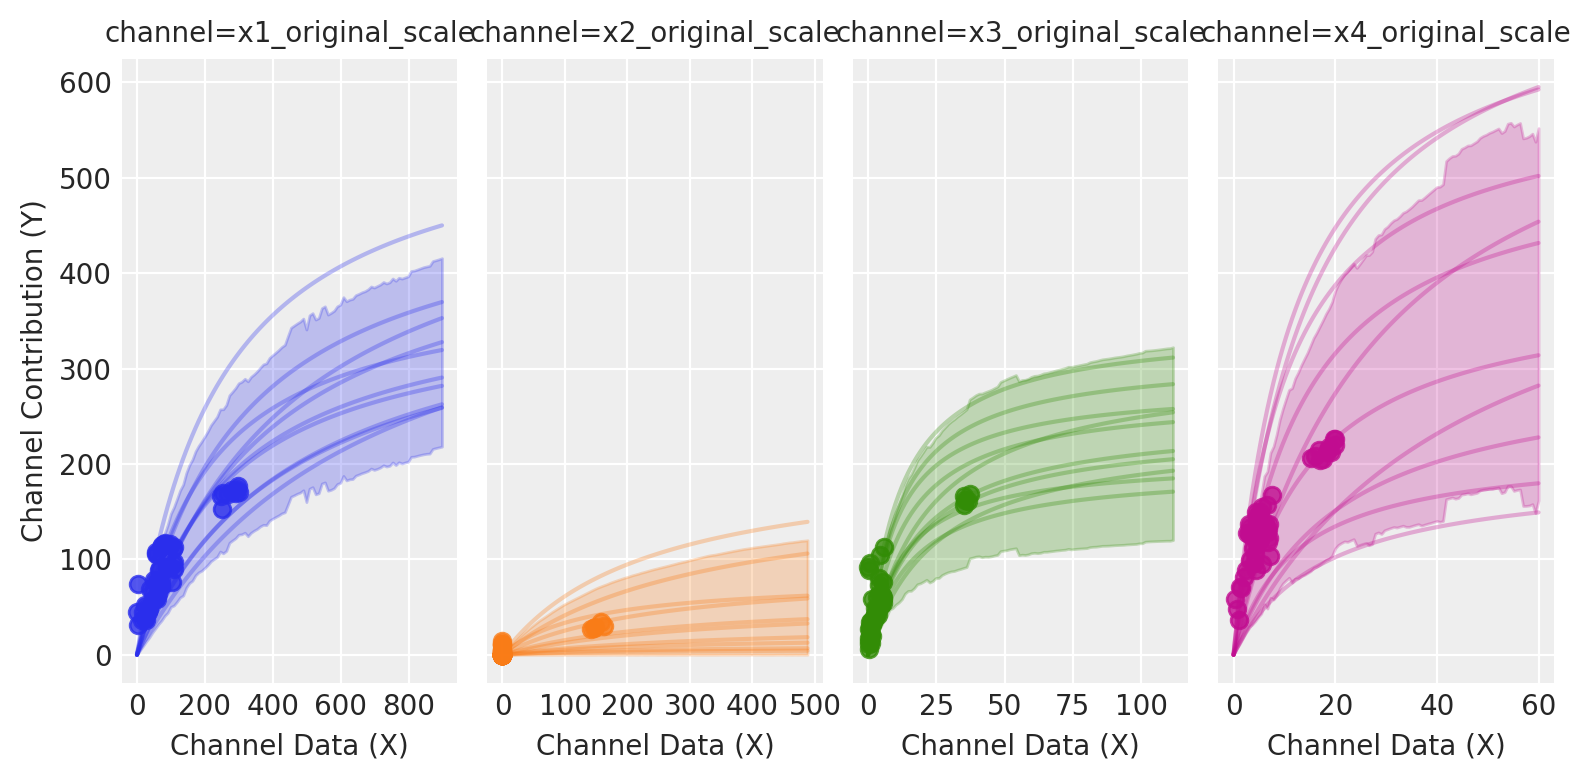 channel=x1_original_scale channel=x2_original_scale channel=x3_original_scale channel=x4_original_scale
600
500
400
300
200
100
0
Channel Contribution (Y)
0 200 400 600 800 0 100 200 300 400 500 0 25 50 75 100 0 20 40 60
Channel Data (X) Channel Data (X) Channel Data (X) Channel Data (X)